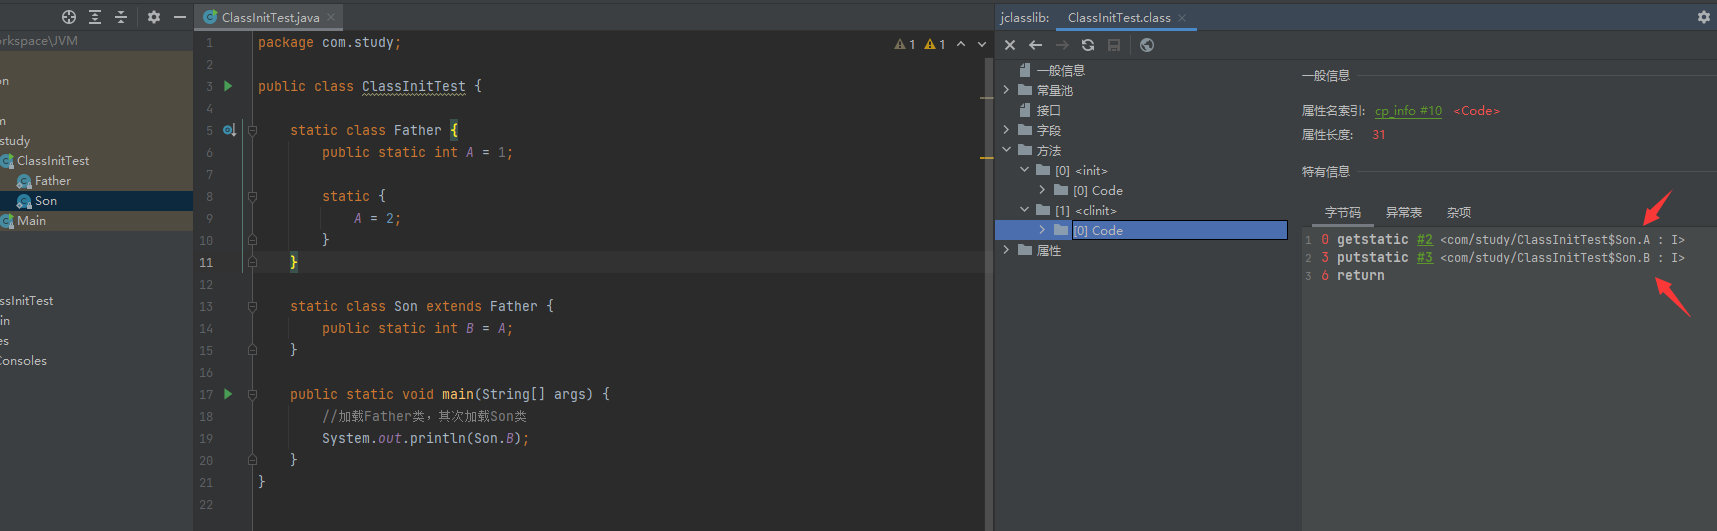 ClassInitTest.java
jclasslib:
ClassInitTest.class
orkspace\JVM
on
m
study
ClassInitTest
Father
Son
Main
ssInitTest
in
es
Consoles
1 package com.study;
2
3 public class ClassInitTest {
4
5 static class Father {
6 public static int A = 1;
7
8 static {
9 A = 2;
10 }
11 }
12
13 static class Son extends Father {
14 public static int B = A;
15 }
16
17 public static void main(String[] args) {
18 //加载Father类，其次加载Son类
19 System.out.println(Son.B);
20 }
21 }
22
1 1
一般信息
常量池
接口
字段
方法
[0] <init>
[0] Code
[1] <clinit>
[0] Code
属性
一般信息
属性名索引: cp_info #10 <Code>
属性长度: 31
特有信息
字节码 异常表 杂项
1 0 getstatic #2 <com/study/ClassInitTest$Son.A : I>
2 3 putstatic #3 <com/study/ClassInitTest$Son.B : I>
3 6 return